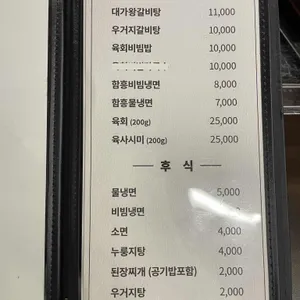 대가왕갈비탕 11,000
우거지갈비탕 10,000
육회비빔밥 10,000
10,000
함흥비빔냉면 8,000
함흥물냉면 7,000
육회 (200g) 25,000
육사시미 (200g) 25,000
후 식
물냉면 5,000
비빔냉면
소면 4,000
누룽지탕 4,000
된장찌개 (공기밥포함) 2,000
우거지탕 2,000